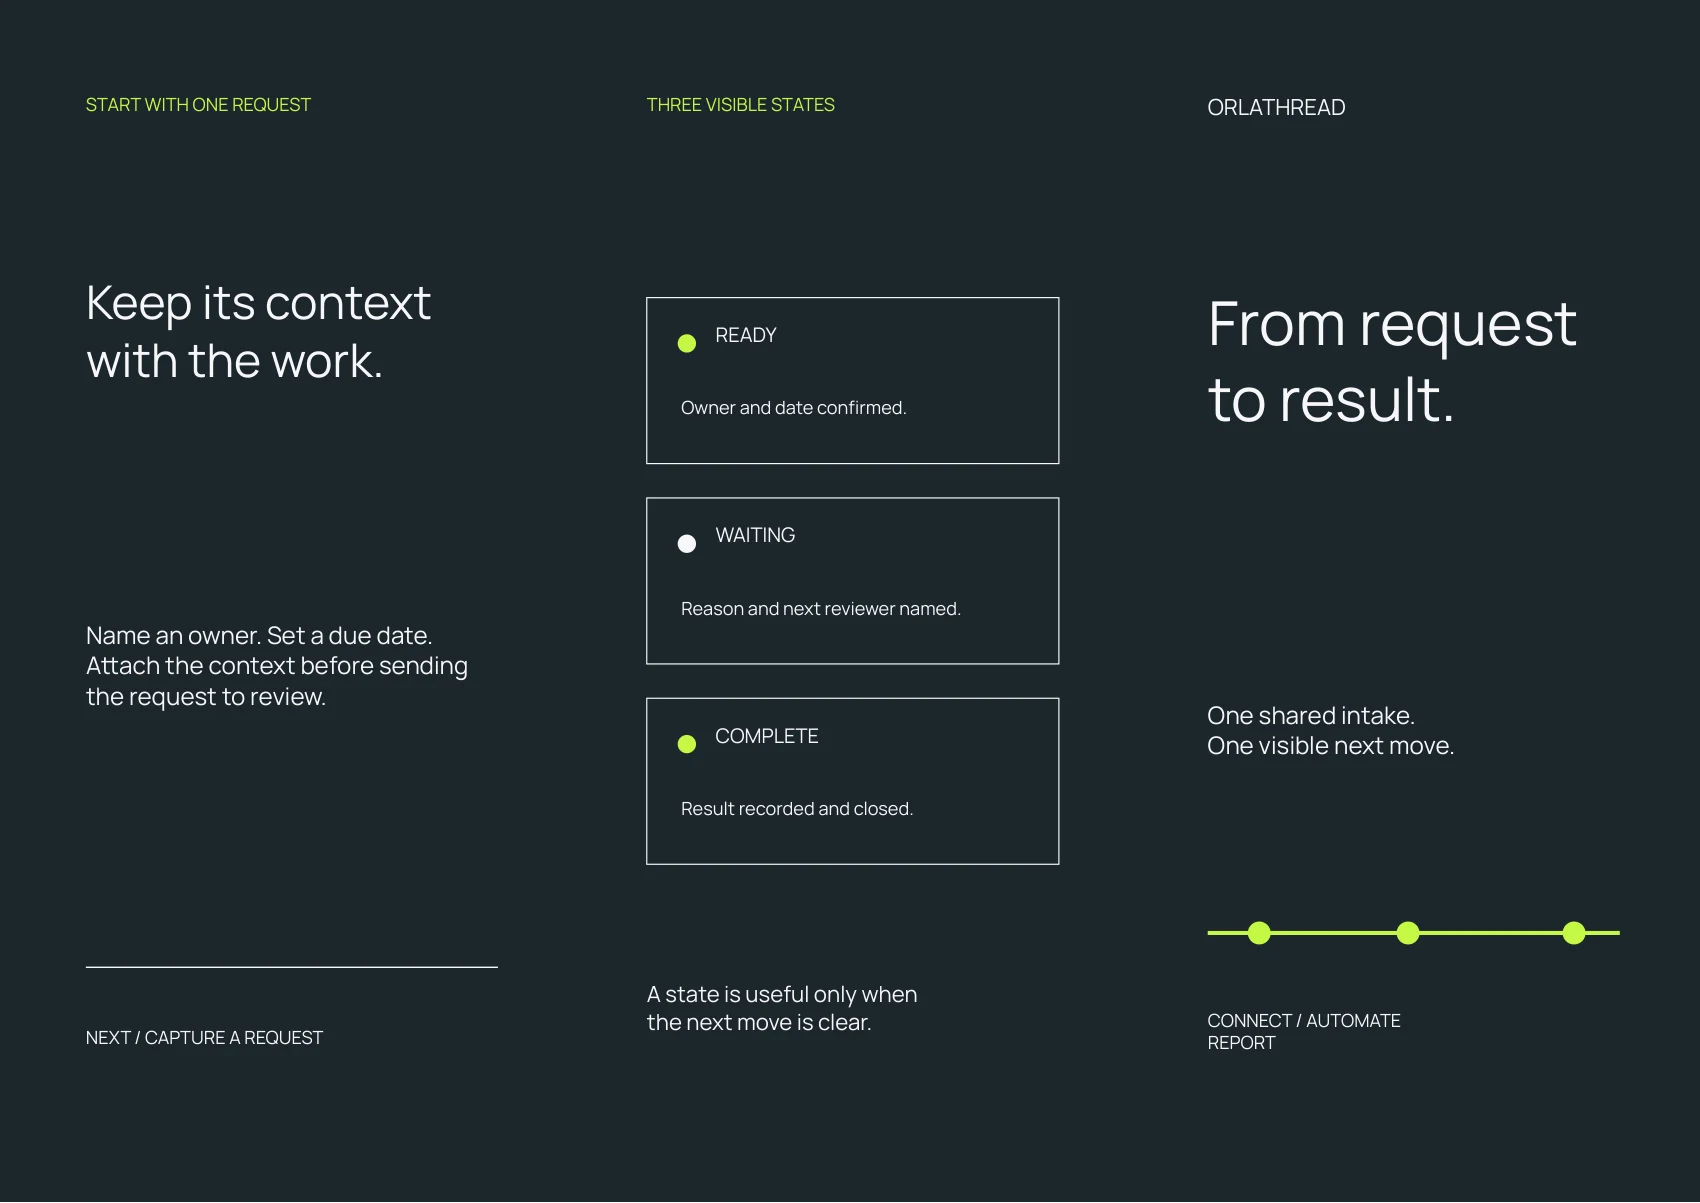 START WITH ONE REQUEST
Keep its context
with the work.
Name an owner. Set a due date.
Attach the context before sending
the request to review.
NEXT / CAPTURE A REQUEST
THREE VISIBLE STATES
READY
Owner and date confirmed.
WAITING
Reason and next reviewer named.
COMPLETE
Result recorded and closed.
A state is useful only when
the next move is clear.
ORLATHREAD
From request
to result.
One shared intake.
One visible next move.
CONNECT / AUTOMATE
REPORT